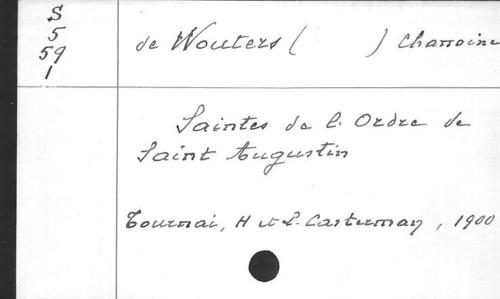 S
5
59
1
de Wouters ( ) Chanoine
Saintes de l'Ordre de
Saint Augustin
Tournai, H et L. Casterman, 1900